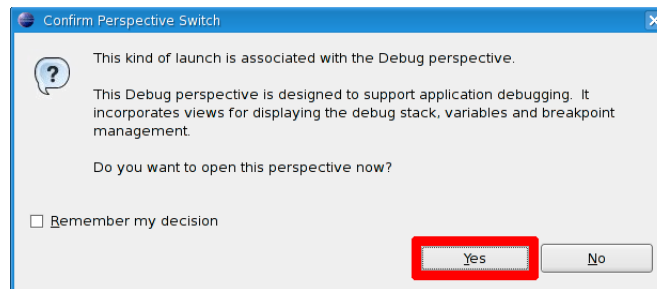 Confirm Perspective Switch
This kind of launch is associated with the Debug perspective.
This Debug perspective is designed to support application debugging. It
incorporates views for displaying the debug stack, variables and breakpoint
management.
Do you want to open this perspective now?
Remember my decision
Yes No